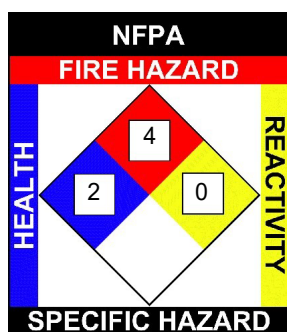 NFPA
FIRE HAZARD
HEALTH
4
2
0
REACTIVITY
SPECIFIC HAZARD